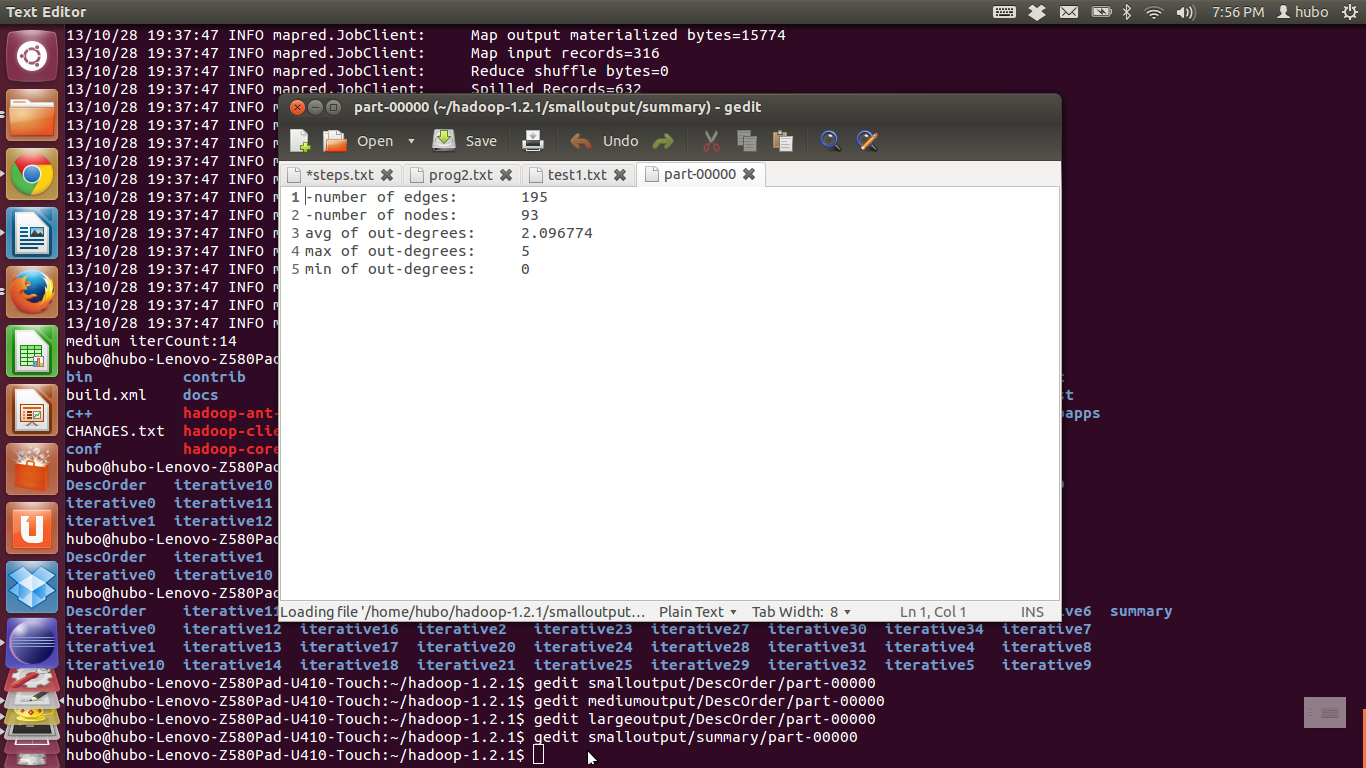 Text Editor
7:56 PM
hubo
13/10/28 19:37:47 INFO mapred.JobClient:     Map output materialized bytes=15774
13/10/28 19:37:47 INFO mapred.JobClient:     Map input records=316
13/10/28 19:37:47 INFO mapred.JobClient:     Reduce shuffle bytes=0
13/10/28 19:37:47 INFO mapred.JobClient:     Spilled Records=632
13/10/28 19:37:47 INFO m
13/10/28 19:37:47 INFO m
13/10/28 19:37:47 INFO m
13/10/28 19:37:47 INFO m
13/10/28 19:37:47 INFO m
13/10/28 19:37:47 INFO m
13/10/28 19:37:47 INFO m
13/10/28 19:37:47 INFO m
13/10/28 19:37:47 INFO m
13/10/28 19:37:47 INFO m
13/10/28 19:37:47 INFO m
13/10/28 19:37:47 INFO m
13/10/28 19:37:47 INFO m
medium iterCount:14
hubo@hubo-Lenovo-Z580Pad
bin          contrib
build.xml    docs
c++          hadoop-ant-
CHANGES.txt  hadoop-clie
conf         hadoop-core
hubo@hubo-Lenovo-Z580Pad
DescOrder   iterative10
iterative0  iterative11
iterative1  iterative12
hubo@hubo-Lenovo-Z580Pad
DescOrder   iterative1
iterative0  iterative10
hubo@hubo-Lenovo-Z580Pad
part-00000 (~/hadoop-1.2.1/smalloutput/summary) - gedit
Open Save Undo
*steps.txt prog2.txt test1.txt part-00000
1 -number of edges:       195
2 -number of nodes:       93
3 avg of out-degrees:     2.096774
4 max of out-degrees:     5
5 min of out-degrees:     0
Loading file '/home/hubo/hadoop-1.2.1/smalloutput... Plain Text Tab Width: 8 Ln 1, Col 1 INS
DescOrder   iterative11 ve6  summary
iterative0  iterative12  iterative16  iterative2   iterative23  iterative27  iterative30  iterative34  iterative7
iterative1  iterative13  iterative17  iterative20  iterative24  iterative28  iterative31  iterative4   iterative8
iterative10  iterative14  iterative18  iterative21  iterative25  iterative29  iterative32  iterative5   iterative9
hubo@hubo-Lenovo-Z580Pad-U410-Touch:~/hadoop-1.2.1$ gedit smalloutput/DescOrder/part-00000
hubo@hubo-Lenovo-Z580Pad-U410-Touch:~/hadoop-1.2.1$ gedit mediumoutput/DescOrder/part-00000
hubo@hubo-Lenovo-Z580Pad-U410-Touch:~/hadoop-1.2.1$ gedit largeoutput/DescOrder/part-00000
hubo@hubo-Lenovo-Z580Pad-U410-Touch:~/hadoop-1.2.1$ gedit smalloutput/summary/part-00000
hubo@hubo-Lenovo-Z580Pad-U410-Touch:~/hadoop-1.2.1$